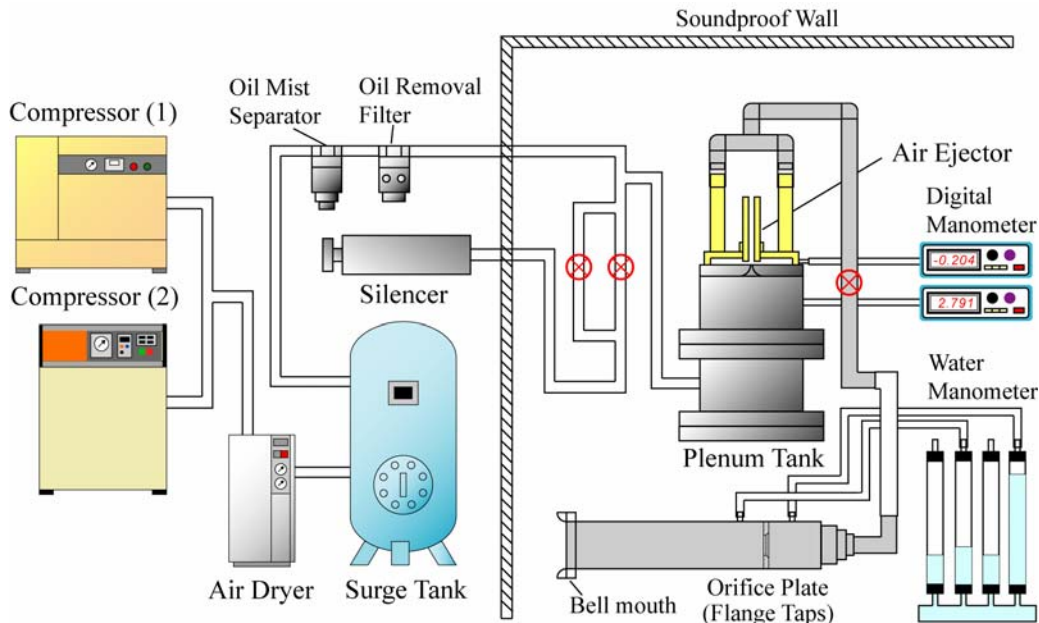 Soundproof Wall
Oil Mist
Separator
Oil Removal
Filter
Compressor (1)
Air Ejector
Digital
Manometer
-0.204
2.791
Compressor (2)
Silencer
Water
Manometer
Plenum Tank
Air Dryer
Surge Tank
Bell mouth
Orifice Plate
(Flange Taps)